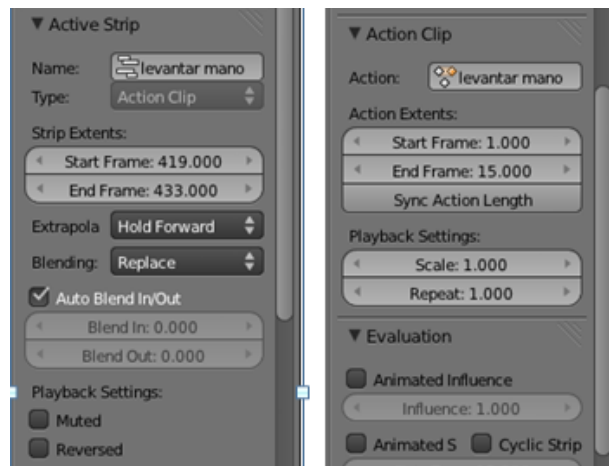 Active Strip
Name: levantar mano
Type: Action Clip
Strip Extents:
Start Frame: 419.000
End Frame: 433.000
Extrapola Hold Forward
Blending: Replace
Auto Blend In/Out
Blend In: 0.000
Blend Out: 0.000
Playback Settings:
Muted
Reversed
Action Clip
Action: levantar mano
Action Extents:
Start Frame: 1.000
End Frame: 15.000
Sync Action Length
Playback Settings:
Scale: 1.000
Repeat: 1.000
Evaluation
Animated Influence
Influence: 1.000
Animated S Cyclic Strip